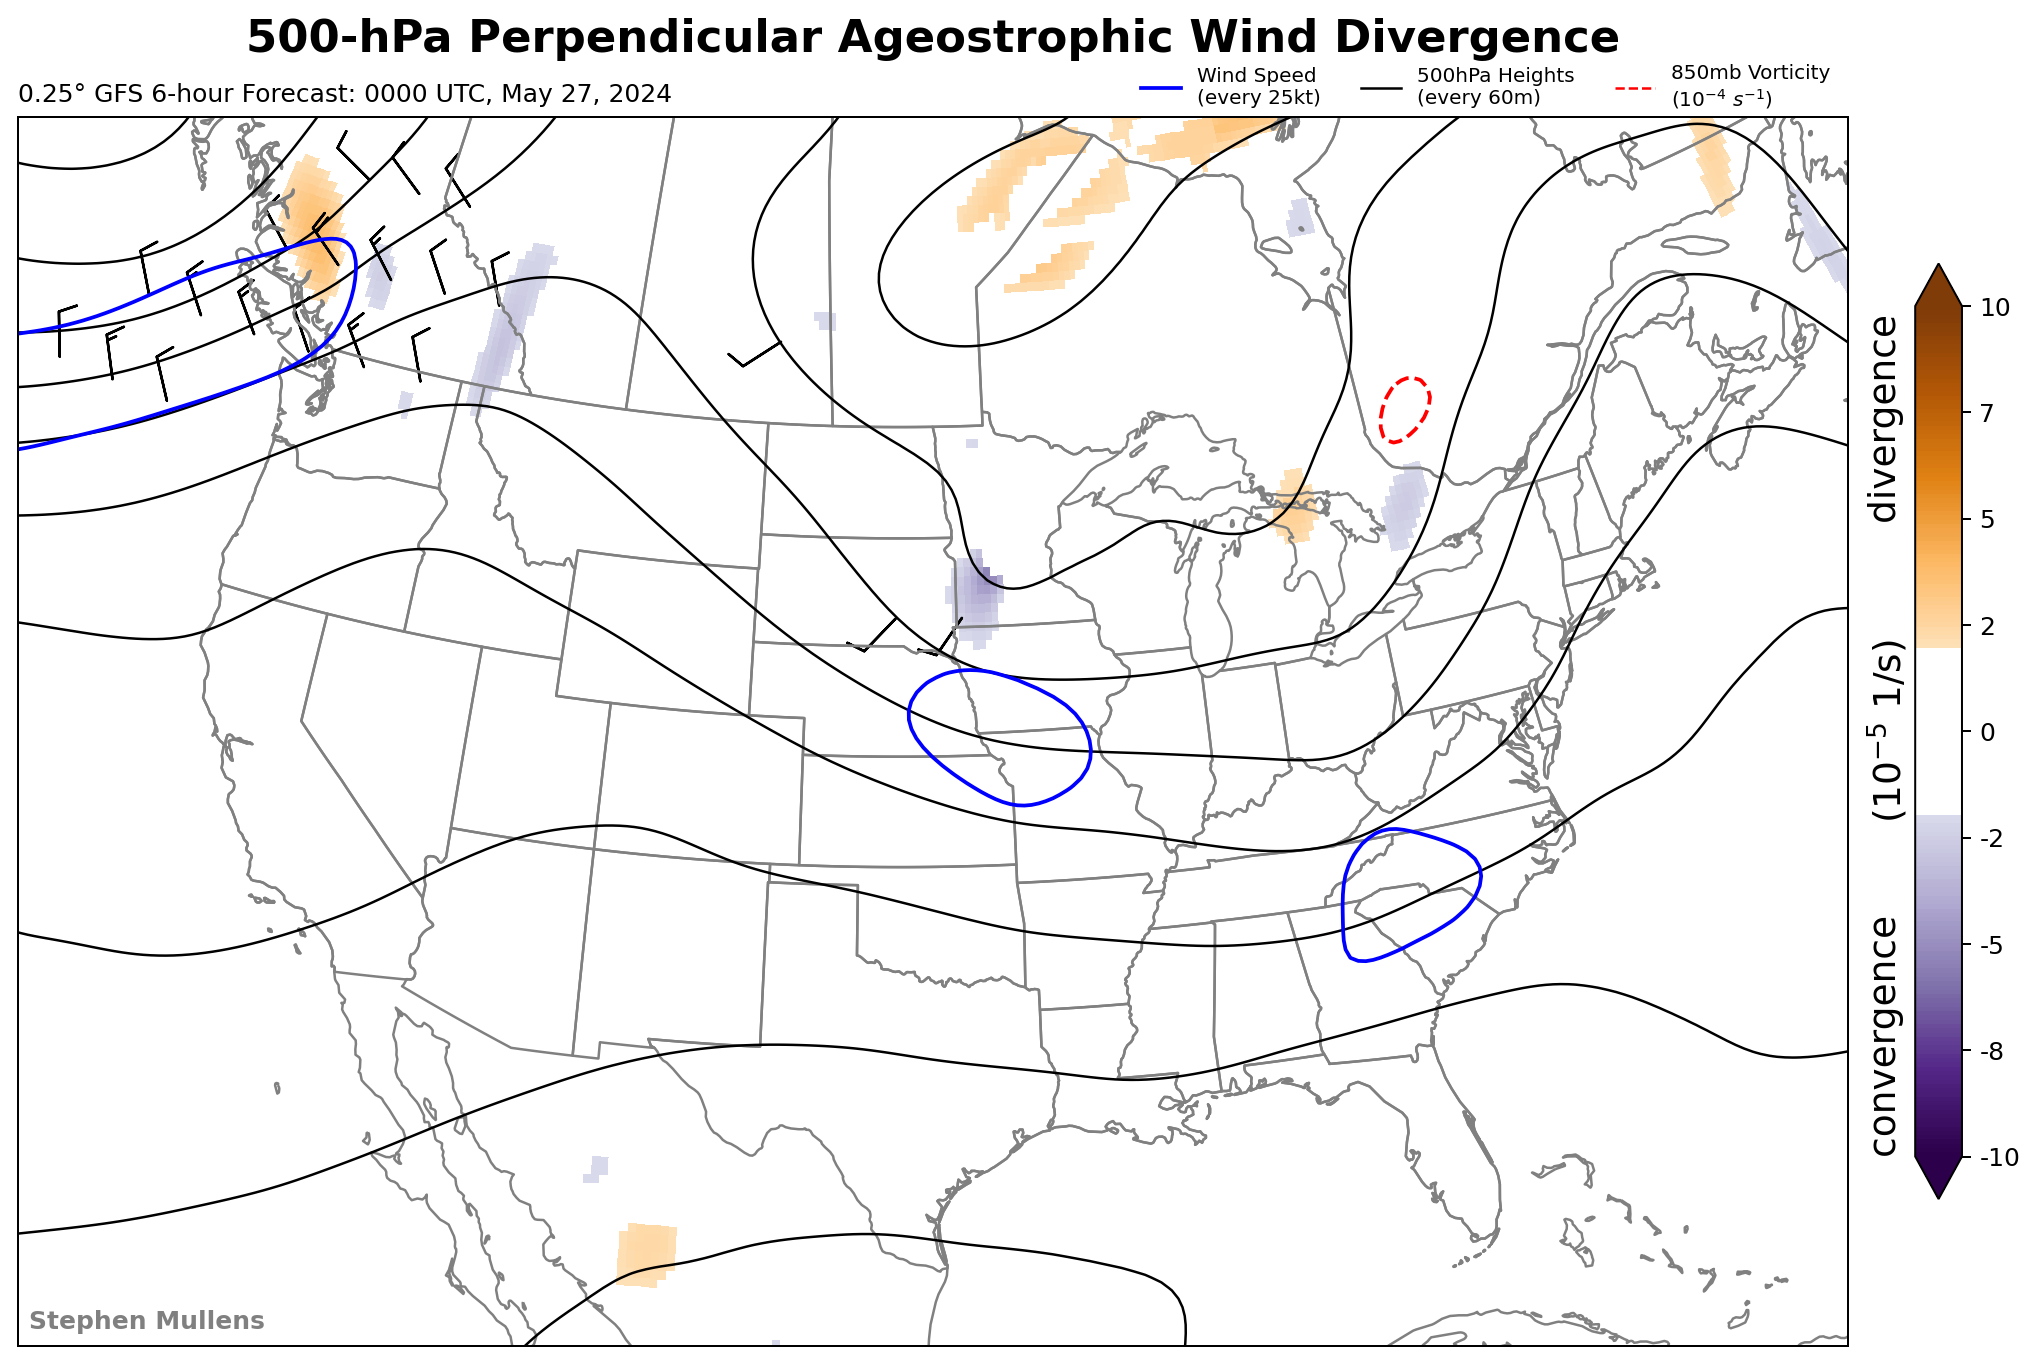 500-hPa Perpendicular Ageostrophic Wind Divergence
0.25° GFS 6-hour Forecast: 0000 UTC, May 27, 2024
Wind Speed
(every 25kt)
500hPa Heights
(every 60m)
850mb Vorticity
(10⁻⁴ s⁻¹)
10
7
5
2
0
-2
-5
-8
-10
convergence (10⁻⁵ 1/s) divergence
Stephen Mullens